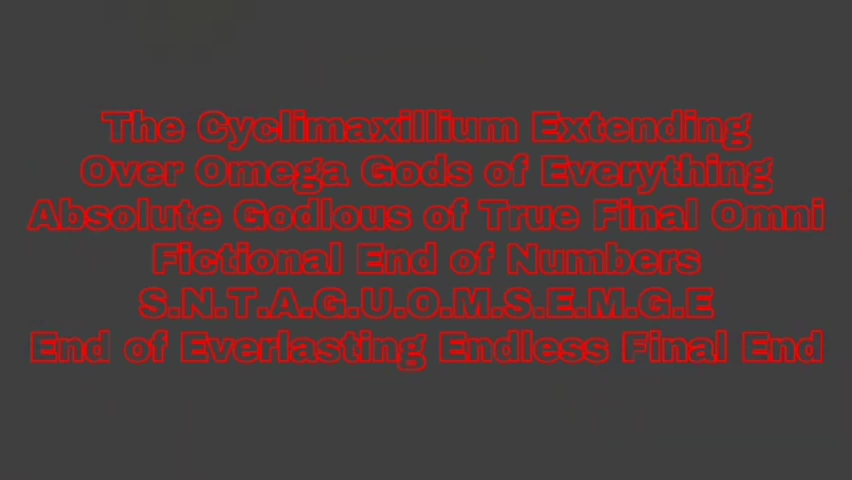 The Cyclimaxillium Extending
Over Omega Gods of Everything
Absolute Godlous of True Final Omni
Fictional End of Numbers
S.N.T.A.G.U.O.M.S.E.M.G.E
End of Everlasting Endless Final End